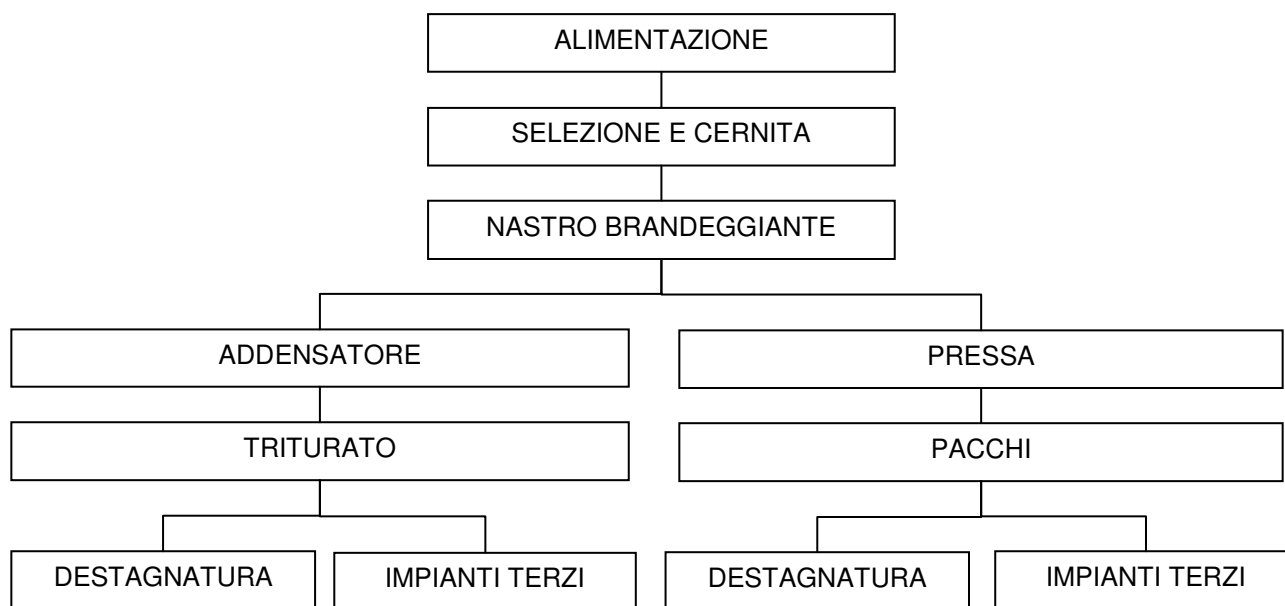 ALIMENTAZIONE
SELEZIONE E CERNITA
NASTRO BRANDEGGIANTE
ADDENSATORE
PRESSA
TRITURATO
PACCHI
DESTAGNATURA
IMPIANTI TERZI
DESTAGNATURA
IMPIANTI TERZI